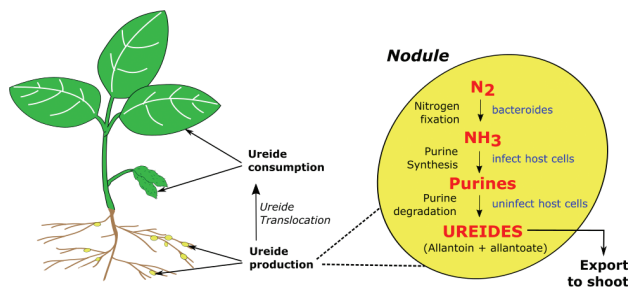 Nodule
N2
Nitrogen
fixation
bacteroides
NH3
Purine
Synthesis
infect host cells
Purines
Purine
degradation
uninfect host cells
UREIDES
(Allantoin + allantoate)
Export
to shoot
Ureide
consumption
Ureide
Translocation
Ureide
production